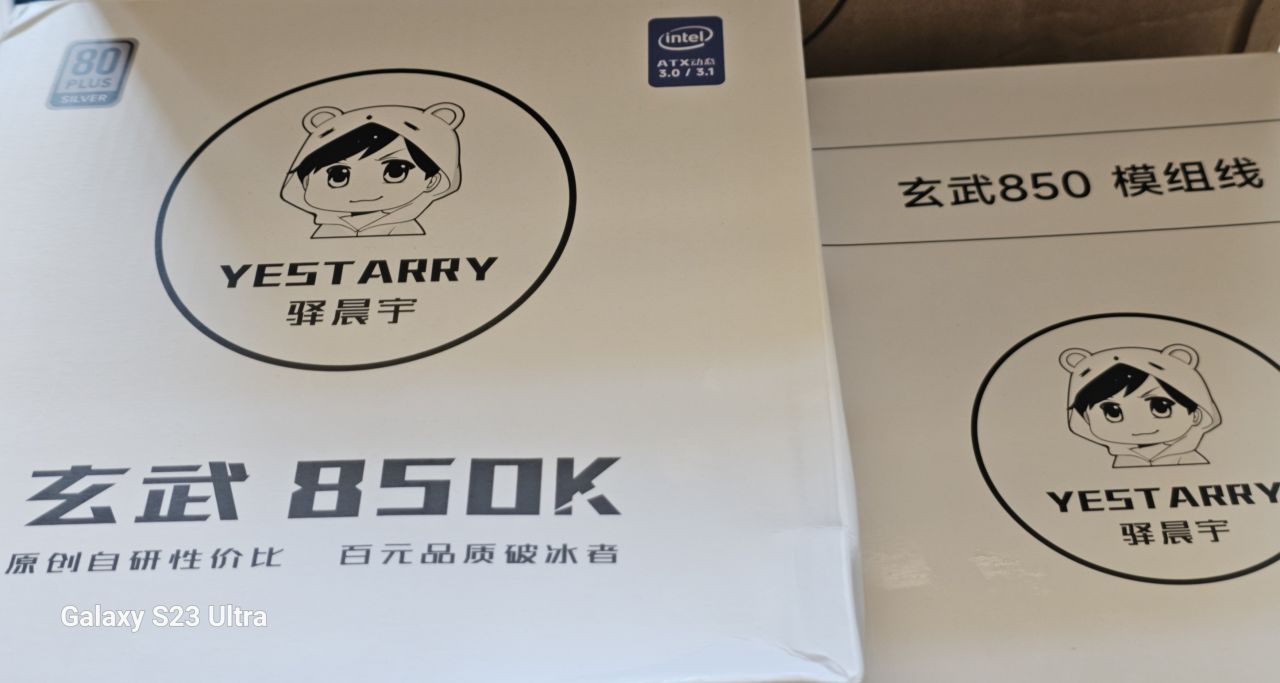 80
PLUS
SILVER
intel
ATX动态
3.0 / 3.1
YESTARRY
驿晨宇
玄武 850K
原创自研性价比 百元品质破冰者
玄武850 模组线
YESTARRY
驿晨宇
Galaxy S23 Ultra